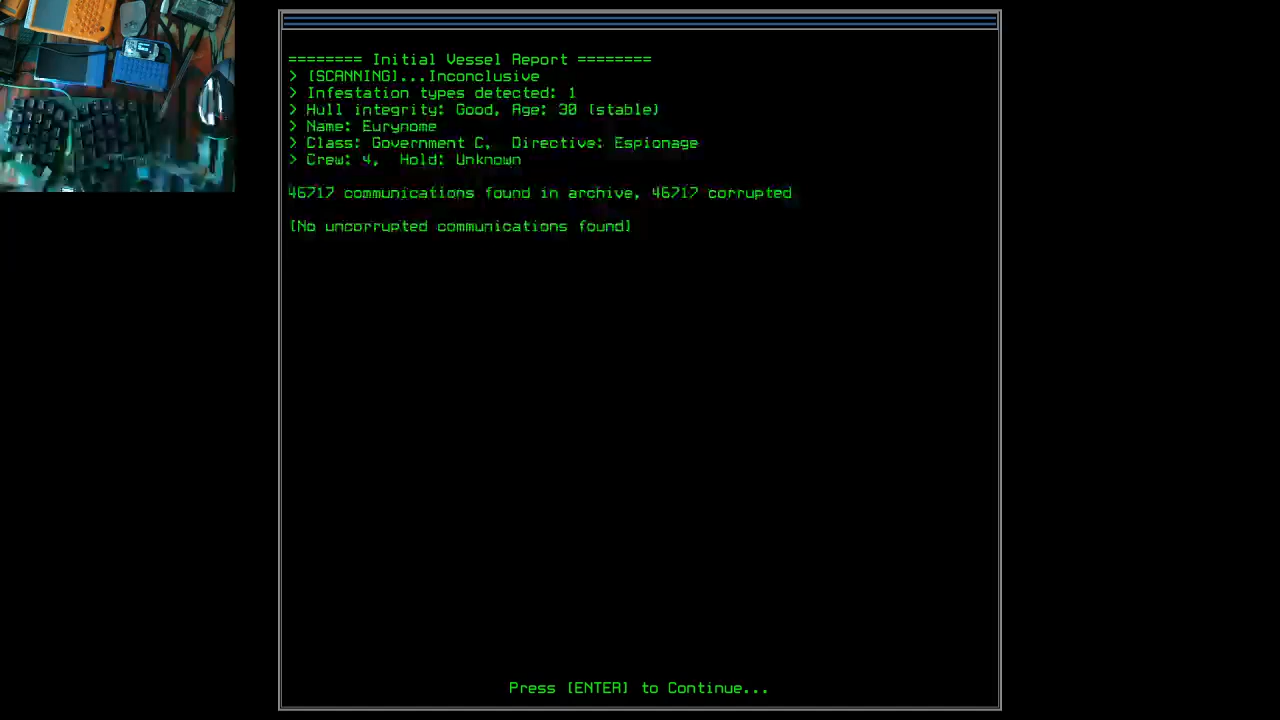 ======== Initial Vessel Report ========
> [SCANNING]...Inconclusive
> Infestation types detected: 1
> Hull integrity: Good, Age: 30 (stable)
> Name: Eurynome
> Class: Government C,  Directive: Espionage
> Crew: 4,  Hold: Unknown
46717 communications found in archive, 46717 corrupted
[No uncorrupted communications found]
Press [ENTER] to Continue...